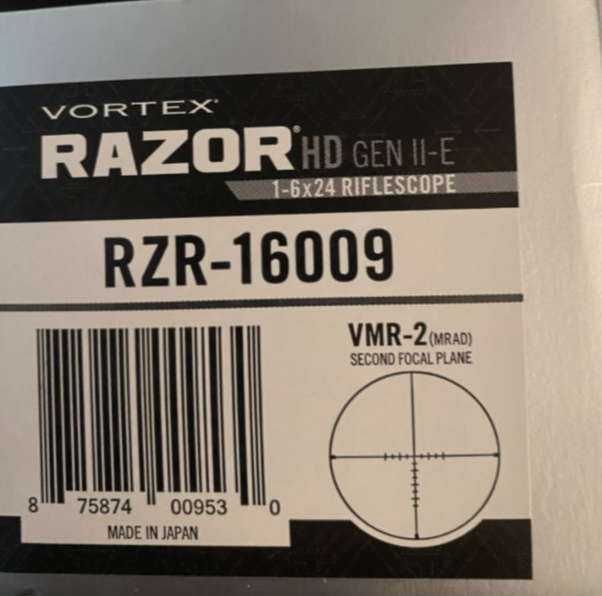 VORTEX®
RAZOR® HD GEN II-E
1-6x24 RIFLESCOPE
RZR-16009
VMR-2 (MRAD)
SECOND FOCAL PLANE
8 75874 00953 0
MADE IN JAPAN